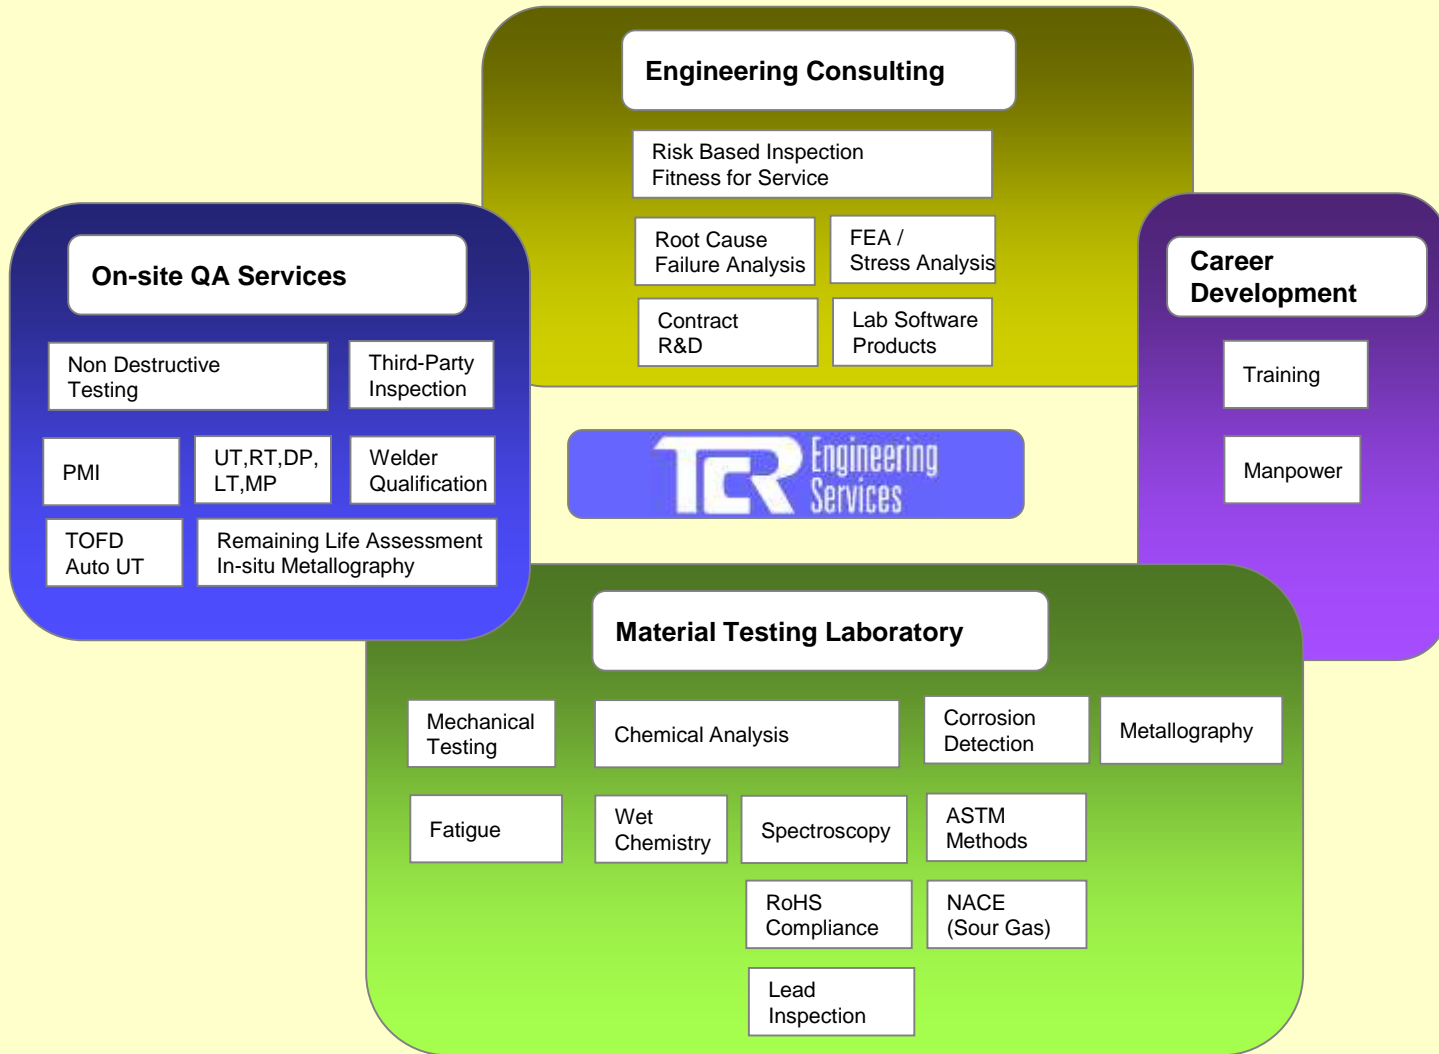 Engineering Consulting
Risk Based Inspection
Fitness for Service
Root Cause
Failure Analysis
FEA /
Stress Analysis
Contract
R&D
Lab Software
Products
On-site QA Services
Non Destructive
Testing
Third-Party
Inspection
PMI
UT,RT,DP,
LT,MP
Welder
Qualification
TOFD
Auto UT
Remaining Life Assessment
In-situ Metallography
Career
Development
Training
Manpower
TCR Engineering
Services
Material Testing Laboratory
Mechanical
Testing
Chemical Analysis
Corrosion
Detection
Metallography
Fatigue
Wet
Chemistry
Spectroscopy
ASTM
Methods
RoHS
Compliance
NACE
(Sour Gas)
Lead
Inspection